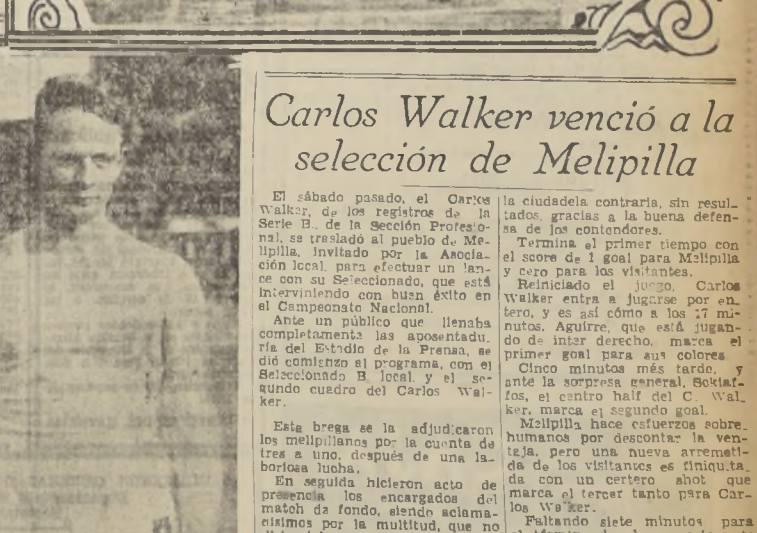 Carlos Walker venció a la
selección de Melipilla
El sábado pasado, el Carlos
Walker, de los registros de la
Serie B., de la Sección Profesio-
nal, se trasladó al pueblo de Me-
lipilla, invitado por la Asocia-
ción local, para efectuar un lan-
ce con su Seleccionado, que está
interviniendo con buen éxito en
el Campeonato Nacional.
Ante un público que llenaba
completamente las aposentadu-
ría del Estadio de la Prensa, se
dió comienzo al programa, con el
Seleccionado B. local y el se-
gundo cuadro del Carlos Wal-
ker.
Esta brega se la adjudicaron
los melipillanos por la cuenta de
tres a uno, después de una la-
boriosa lucha.
En seguida hicieron acto de
presencia los encargados del
match de fondo, siendo aclama-
dísimos por la multitud, que no
la ciudadela contraria, sin resul-
tados, gracias a la buena defen-
sa de los contendores.
Termina el primer tiempo con
el score de 1 goal para Melipilla
y cero para los visitantes.
Reiniciado el juego, Carlos
Walker entra a jugarse por en-
tero, y es así cómo a los 17 mi-
nutos, Aguirre, que está jugan-
do de inter derecho, marca el
primer goal para sus colores.
Cinco minutos más tarde, y
ante la sorpresa general,
fos, el centro half del C. Wal-
ker, marca el segundo goal.
Melipilla hace esfuerzos sobre-
humanos por descontar la ven-
taja, pero una nueva arremeti-
da de los visitantes es finiquita-
da con un certero shot que
marca el tercer tanto para Car-
los Walker.
Faltando siete minutos para